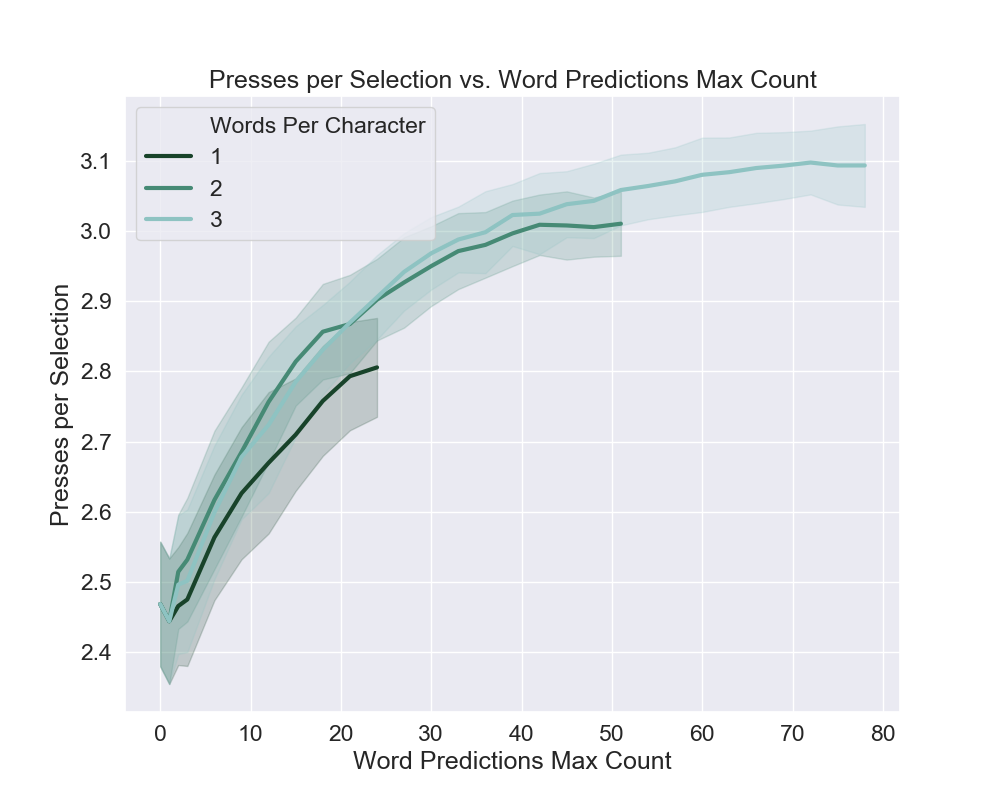 Presses per Selection vs. Word Predictions Max Count
Words Per Character
1
2
3
3.1
3.0
2.9
2.8
2.7
2.6
2.5
2.4
Presses per Selection
0 10 20 30 40 50 60 70 80
Word Predictions Max Count